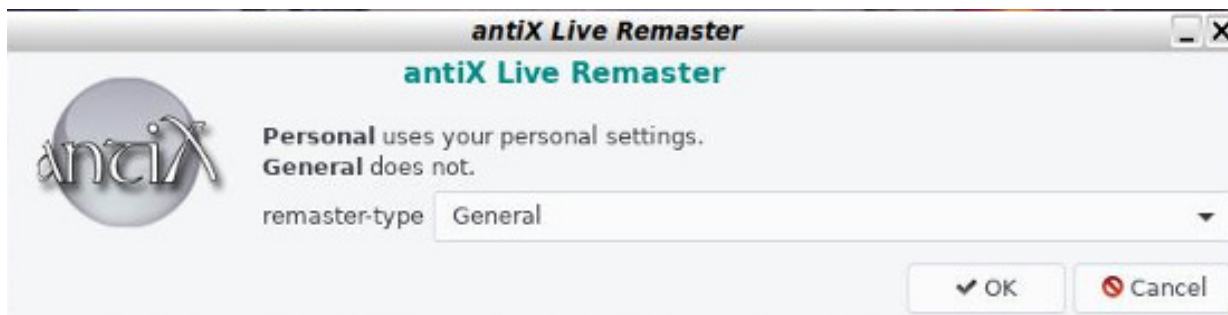 antiX Live Remaster
antiX Live Remaster
antiX
Personal uses your personal settings.
General does not.
remaster-type General
OK Cancel